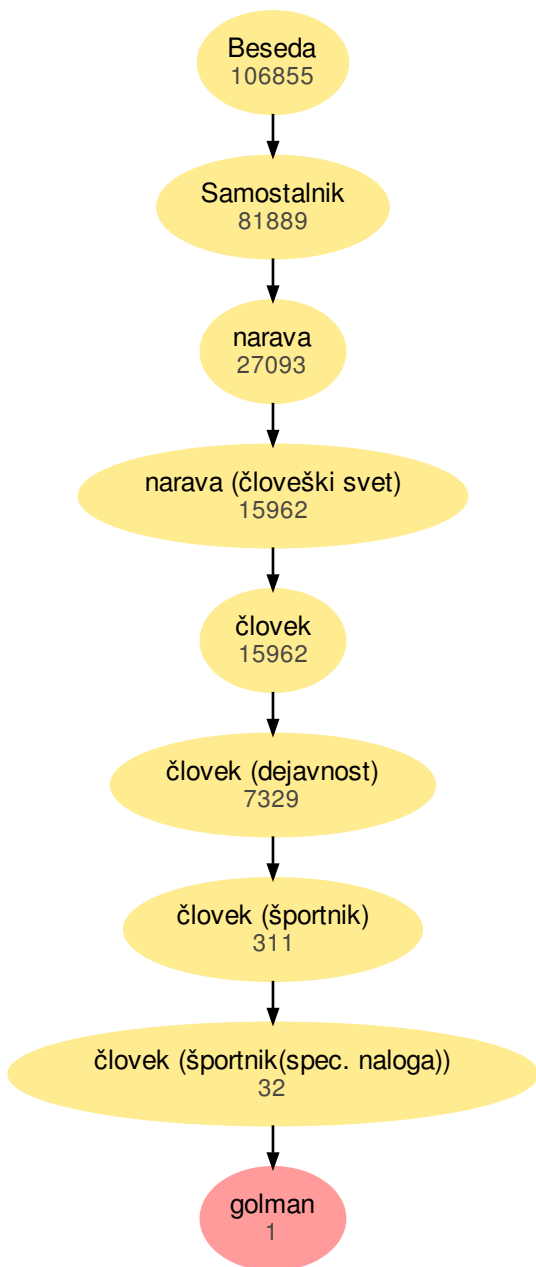 Beseda
106855
Samostalnik
81889
narava
27093
narava (človeški svet)
15962
človek
15962
človek (dejavnost)
7329
človek (športnik)
311
človek (športnik(spec. naloga))
32
golman
1